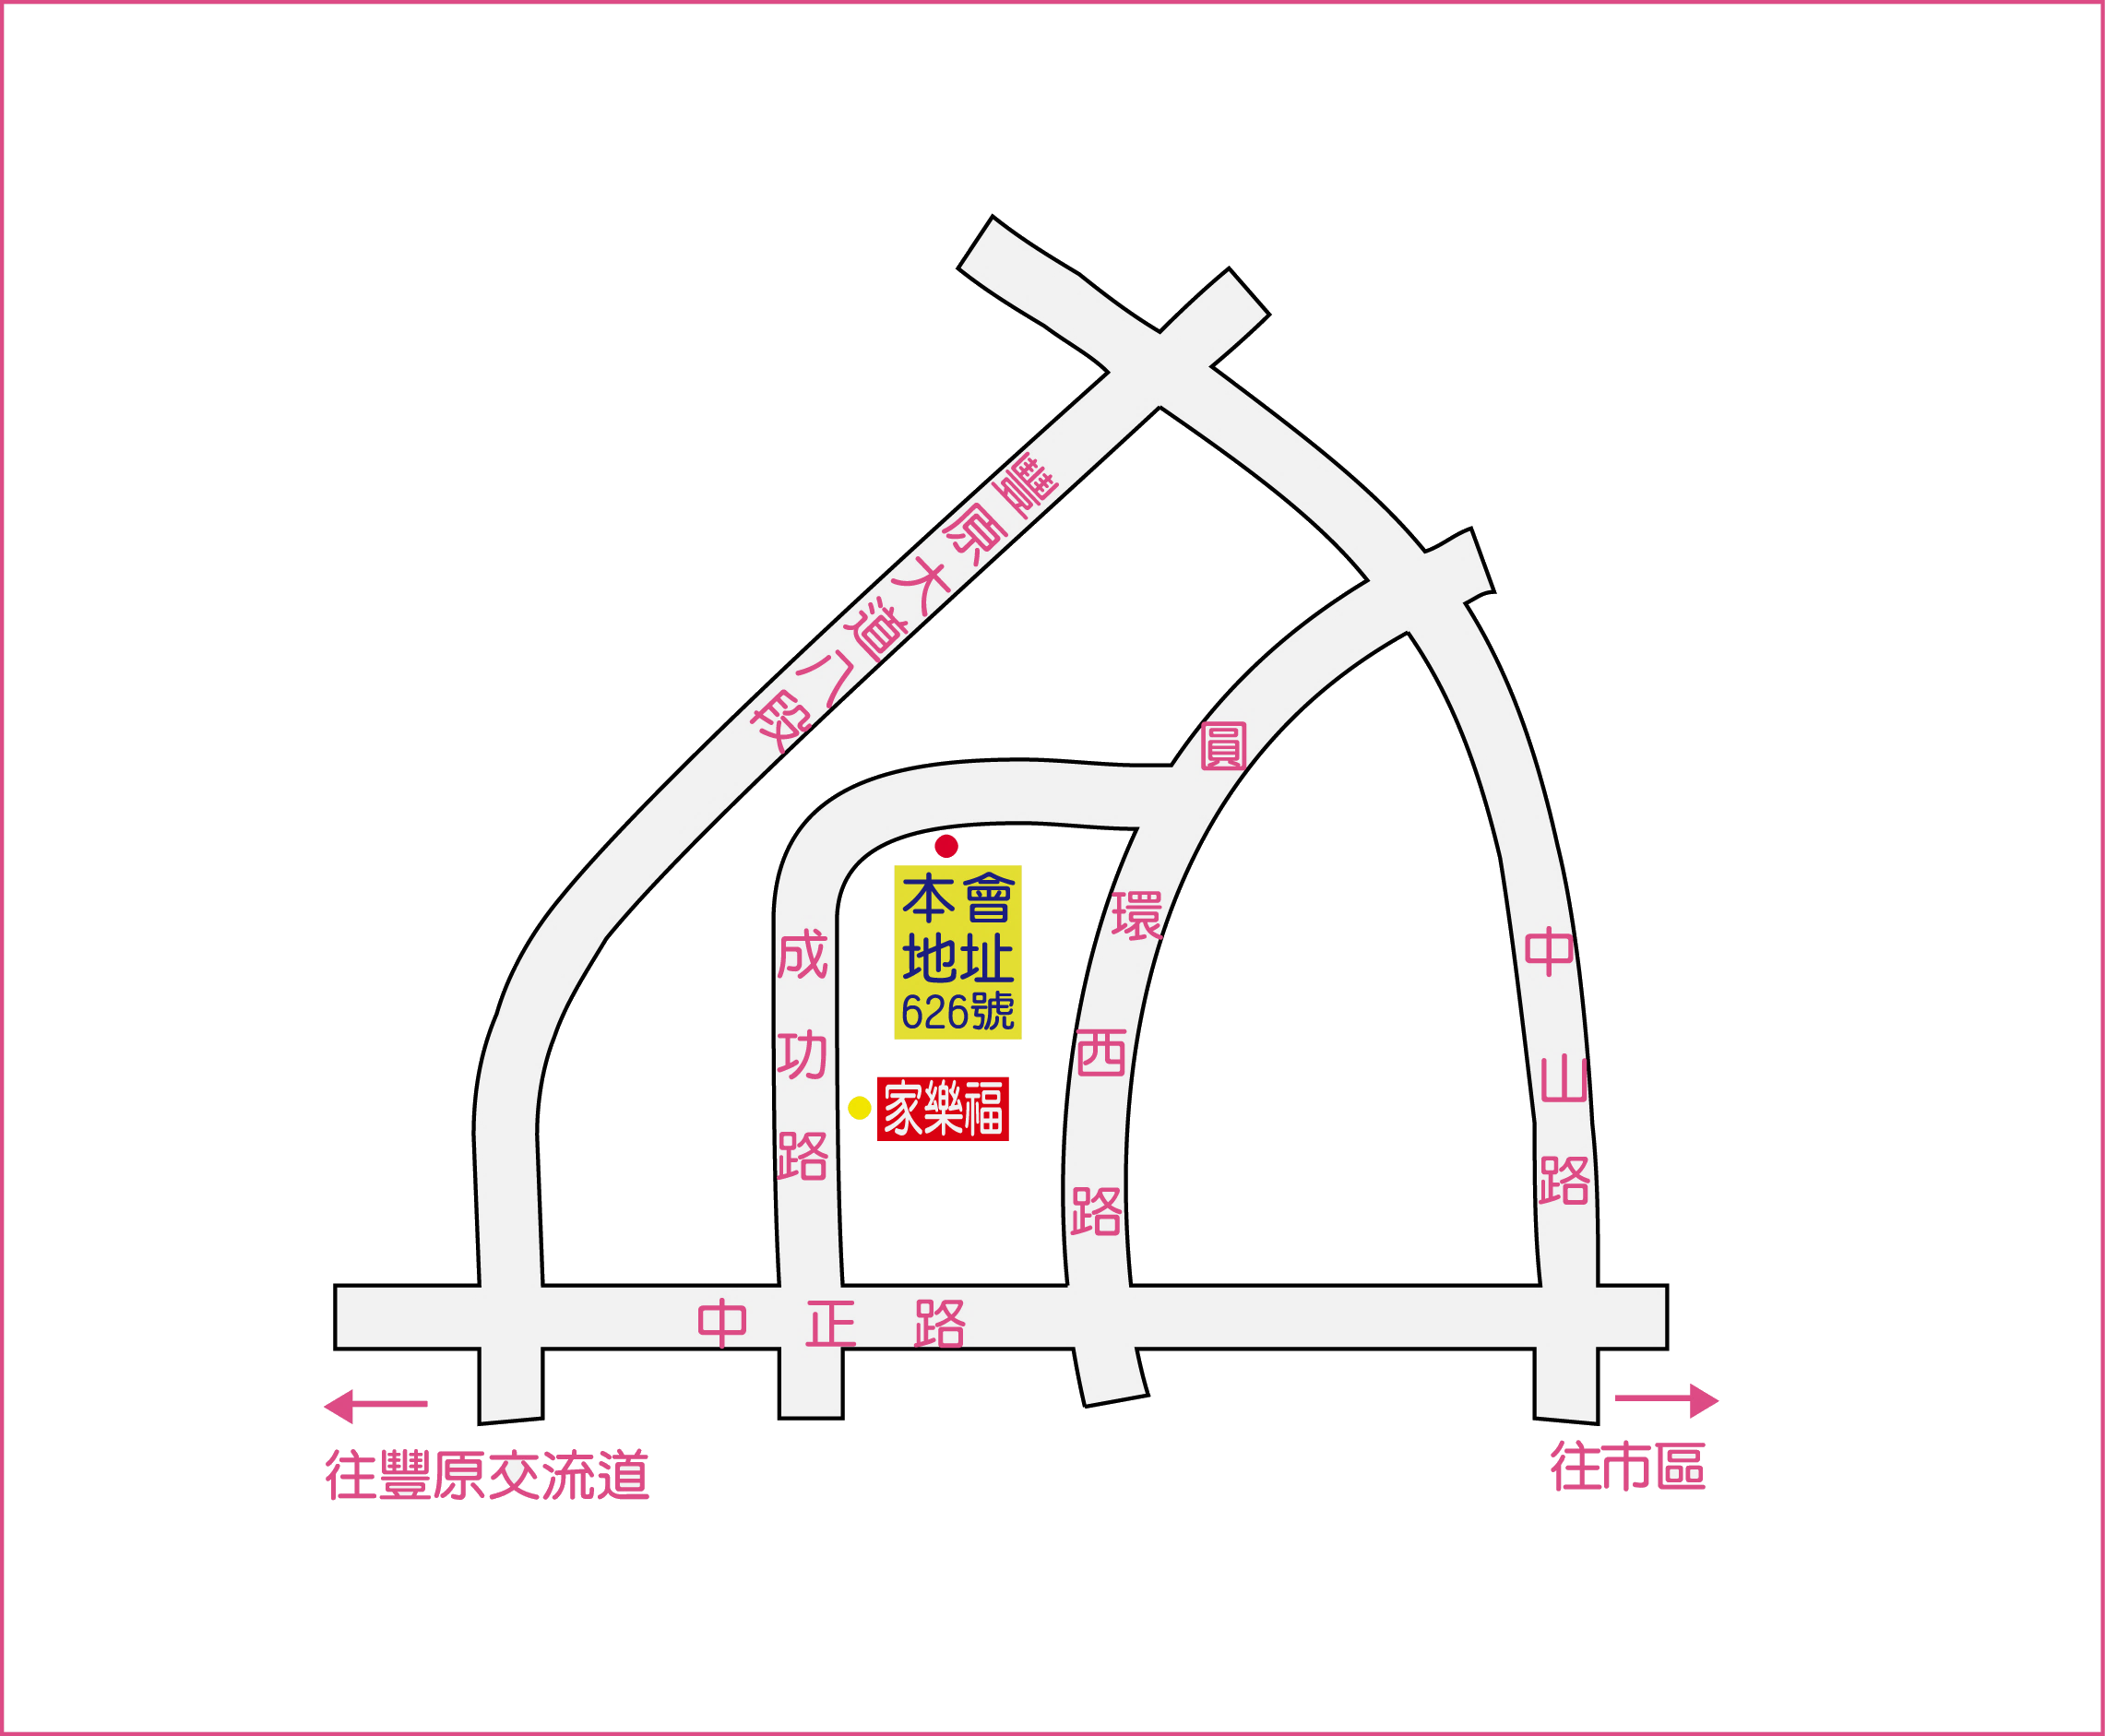 豐原大道八段
圓環西路
本會
地址
626號
成功路
家樂福
中山路
中正路
往豐原交流道
往市區